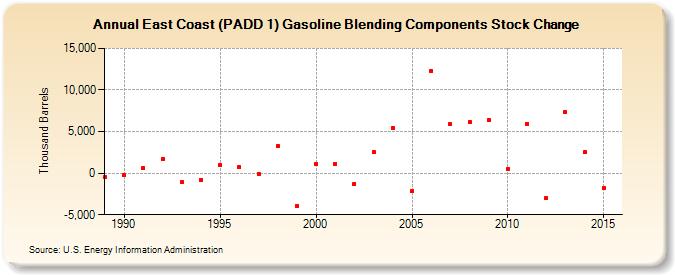 Annual East Coast (PADD 1) Gasoline Blending Components Stock Change
Thousand Barrels
15,000
10,000
5,000
0
-5,000
1990 1995 2000 2005 2010 2015
Source: U.S. Energy Information Administration